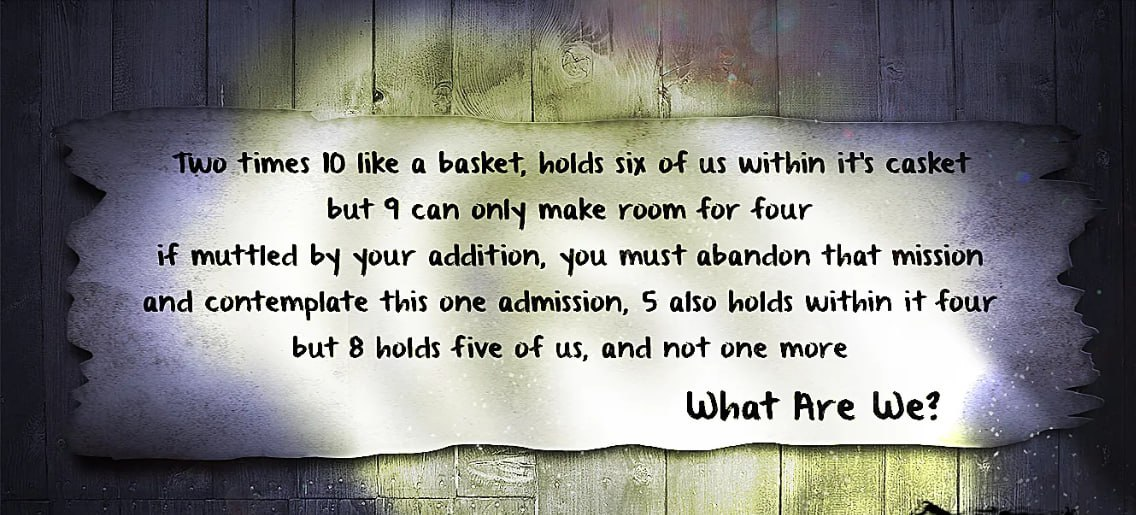 Two times 10 like a basket, holds six of us within it's casket
but 9 can only make room for four
if muttled by your addition, you must abandon that mission
and contemplate this one admission, 5 also holds within it four
but 8 holds five of us, and not one more
What Are We?